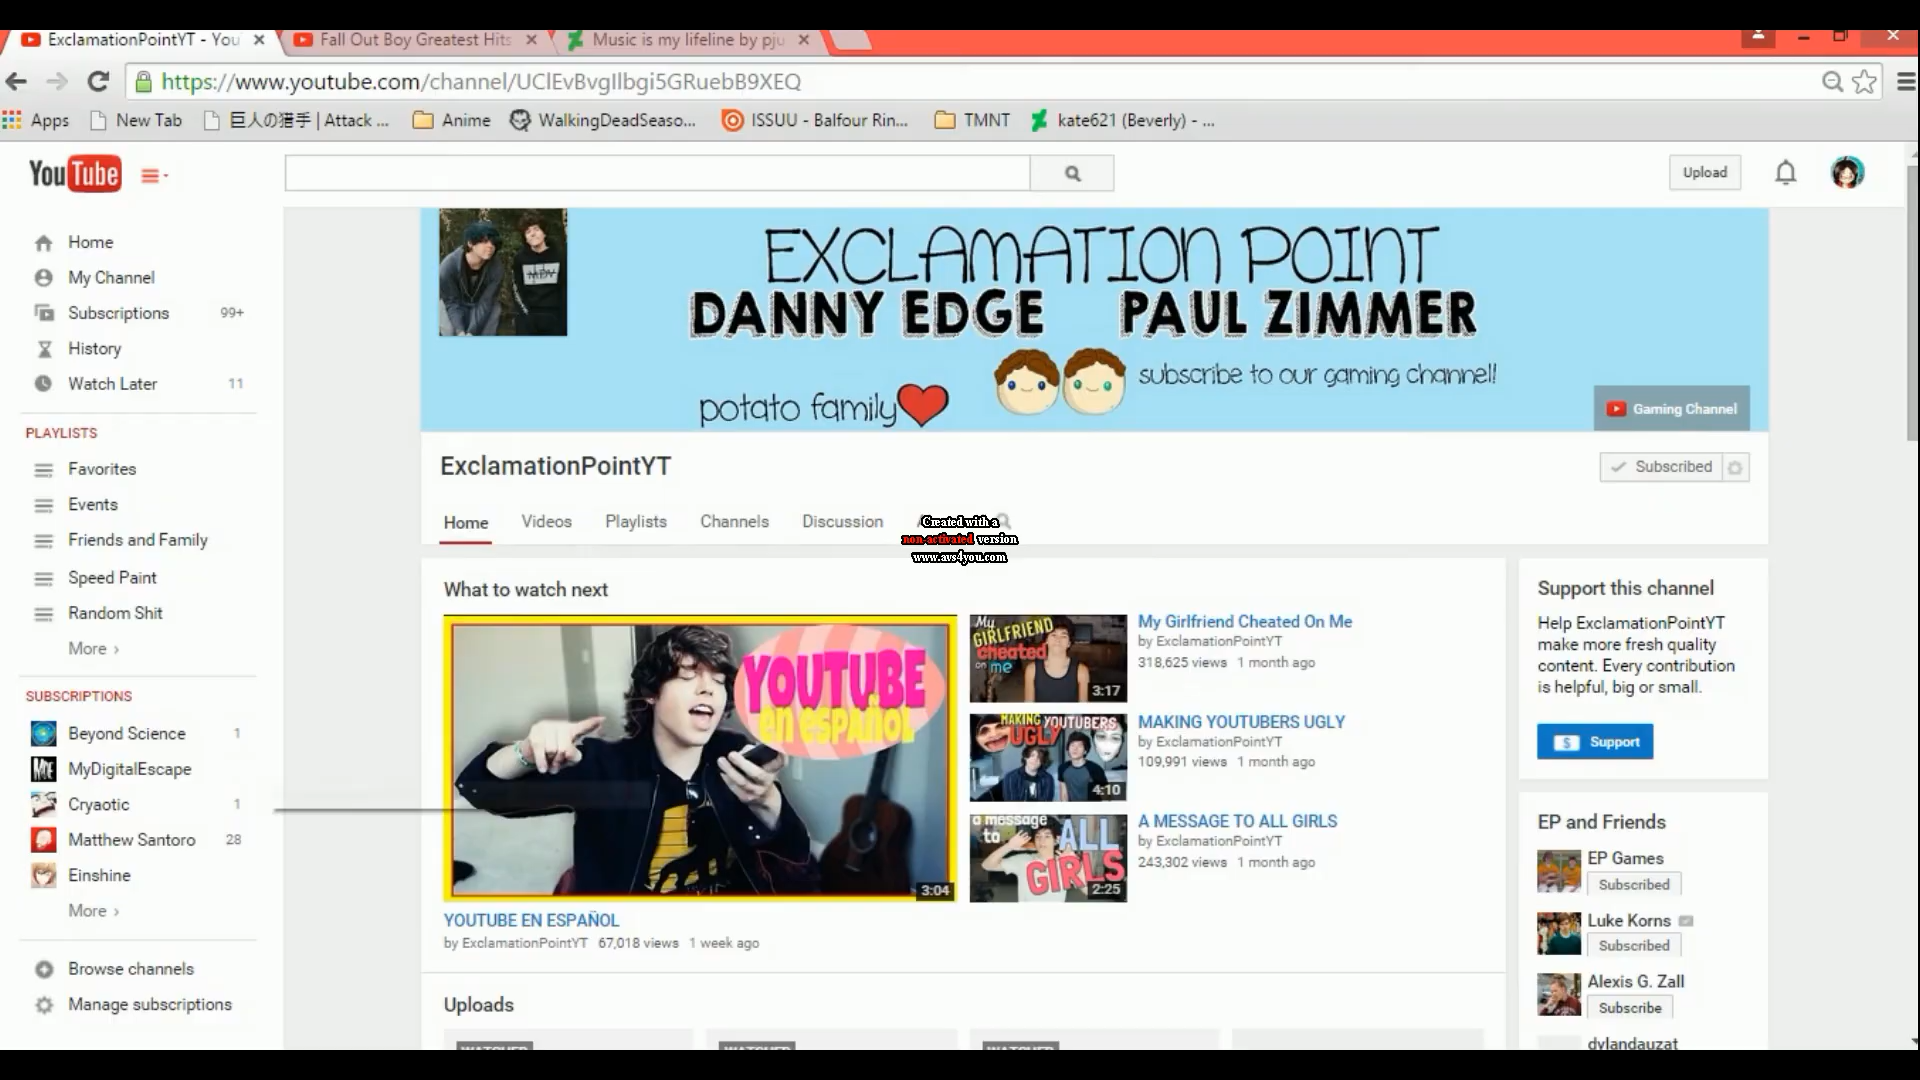 ExclamationPointYT - You
Fall Out Boy Greatest Hits
Music is my lifeline by pju
https://www.youtube.com/channel/UClEvBvgIlbgi5GRuebB9XEQ
Apps
New Tab
巨人の猎手 | Attack ...
Anime
WalkingDeadSeaso...
ISSUU - Balfour Rin...
TMNT
kate621 (Beverly) - ...
YouTube
Upload
Home
My Channel
Subscriptions 99+
History
Watch Later 11
PLAYLISTS
Favorites
Events
Friends and Family
Speed Paint
Random Shit
More ›
SUBSCRIPTIONS
Beyond Science 1
MyDigitalEscape
Cryaotic 1
Matthew Santoro 28
Einshine
More ›
Browse channels
Manage subscriptions
EXCLAMATION POINT
DANNY EDGE PAUL ZIMMER
subscribe to our gaming channel!
potato family
Gaming Channel
ExclamationPointYT
Subscribed
Home
Videos
Playlists
Channels
Discussion
Created with a
non-activated version
www.avs4you.com
What to watch next
YOUTUBE
en ESPAÑOL
3:04
YOUTUBE EN ESPAÑOL
by ExclamationPointYT 67,018 views 1 week ago
My
GIRLFRIEND
cheated
on me
3:17
My Girlfriend Cheated On Me
by ExclamationPointYT
318,625 views 1 month ago
MAKING YOUTUBERS
UGLY
4:10
MAKING YOUTUBERS UGLY
by ExclamationPointYT
109,991 views 1 month ago
a message
to ALL
GIRLS
2:25
A MESSAGE TO ALL GIRLS
by ExclamationPointYT
243,302 views 1 month ago
Uploads
WATCHED
WATCHED
WATCHED
Support this channel
Help ExclamationPointYT
make more fresh quality
content. Every contribution
is helpful, big or small.
Support
EP and Friends
EP Games
Subscribed
Luke Korns
Subscribed
Alexis G. Zall
Subscribe
dylandauzat